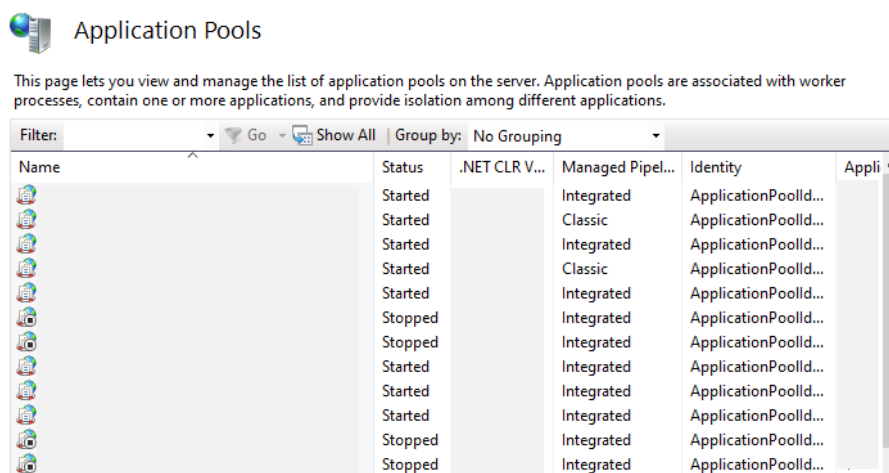 Application Pools
This page lets you view and manage the list of application pools on the server. Application pools are associated with worker
processes, contain one or more applications, and provide isolation among different applications.
Filter: Go Show All Group by: No Grouping
Name Status .NET CLR V... Managed Pipel... Identity Appli
Started Integrated ApplicationPoolId...
Started Classic ApplicationPoolId...
Started Integrated ApplicationPoolId...
Started Classic ApplicationPoolId...
Started Integrated ApplicationPoolId...
Stopped Integrated ApplicationPoolId...
Stopped Integrated ApplicationPoolId...
Started Integrated ApplicationPoolId...
Started Integrated ApplicationPoolId...
Started Integrated ApplicationPoolId...
Stopped Integrated ApplicationPoolId...
Stopped Integrated ApplicationPoolId...